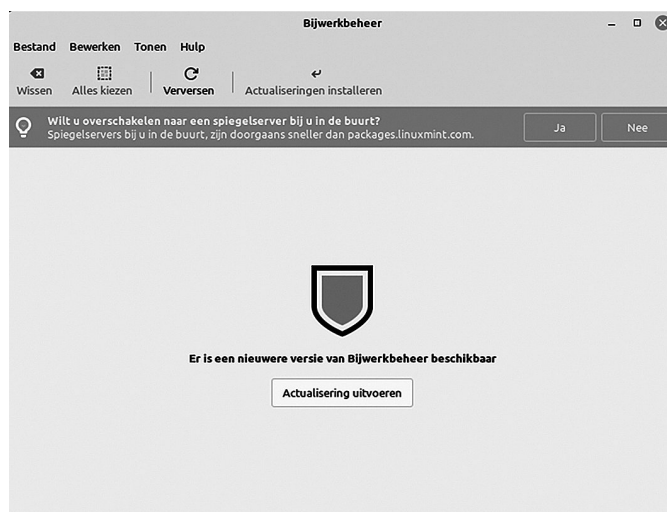 Bijwerkbeheer
Bestand Bewerken Tonen Hulp
Wissen Alles kiezen Verversen Actualiseringen installeren
Wilt u overschakelen naar een spiegelserver bij u in de buurt?
Spiegelservers bij u in de buurt, zijn doorgaans sneller dan packages.linuxmint.com.
Ja Nee
Er is een nieuwere versie van Bijwerkbeheer beschikbaar
Actualisering uitvoeren